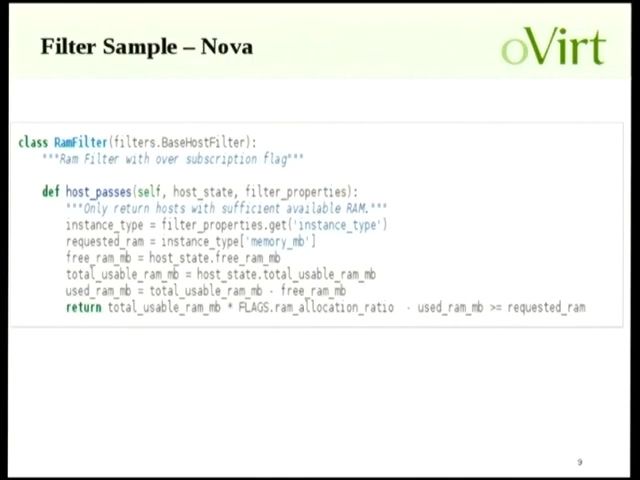 Filter Sample – Nova
oVirt
class RamFilter(filters.BaseHostFilter):
"""Ram Filter with over subscription flag"""
def host_passes(self, host_state, filter_properties):
"""Only return hosts with sufficient available RAM."""
instance_type = filter_properties.get('instance_type')
requested_ram = instance_type['memory_mb']
free_ram_mb = host_state.free_ram_mb
total_usable_ram_mb = host_state.total_usable_ram_mb
used_ram_mb = total_usable_ram_mb - free_ram_mb
return total_usable_ram_mb * FLAGS.ram_allocation_ratio - used_ram_mb >= requested_ram
9